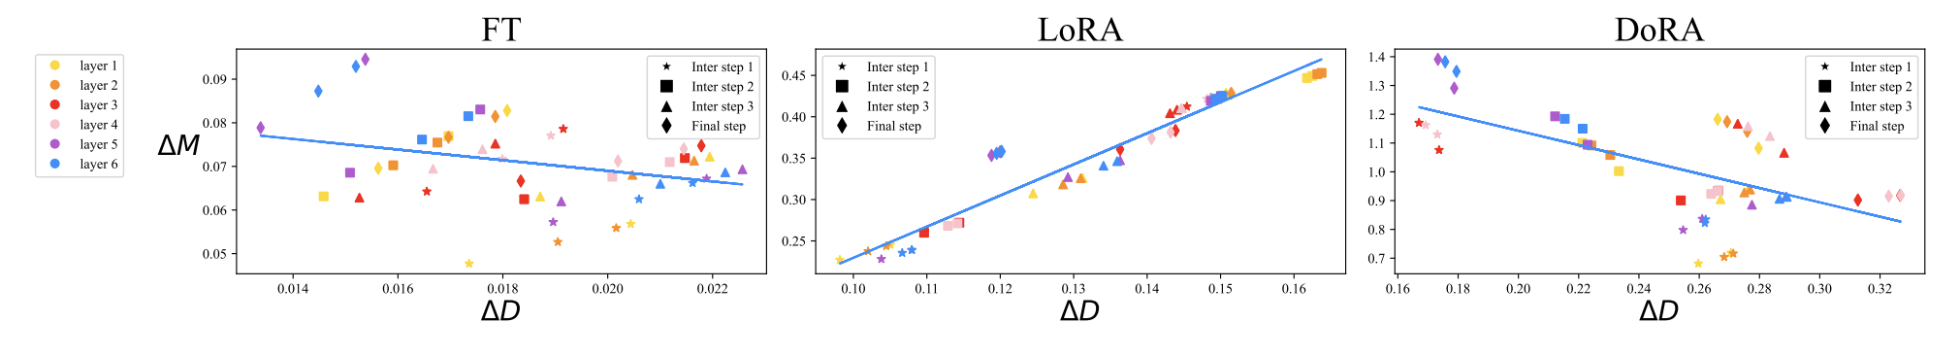 FT
LoRA
DoRA
layer 1
layer 2
layer 3
layer 4
layer 5
layer 6
ΔM
0.09
0.08
0.07
0.06
0.05
Inter step 1
Inter step 2
Inter step 3
Final step
0.014 0.016 0.018 0.020 0.022
ΔD
0.45
0.40
0.35
0.30
0.25
Inter step 1
Inter step 2
Inter step 3
Final step
0.10 0.11 0.12 0.13 0.14 0.15 0.16
ΔD
1.4
1.3
1.2
1.1
1.0
0.9
0.8
0.7
Inter step 1
Inter step 2
Inter step 3
Final step
0.16 0.18 0.20 0.22 0.24 0.26 0.28 0.30 0.32
ΔD